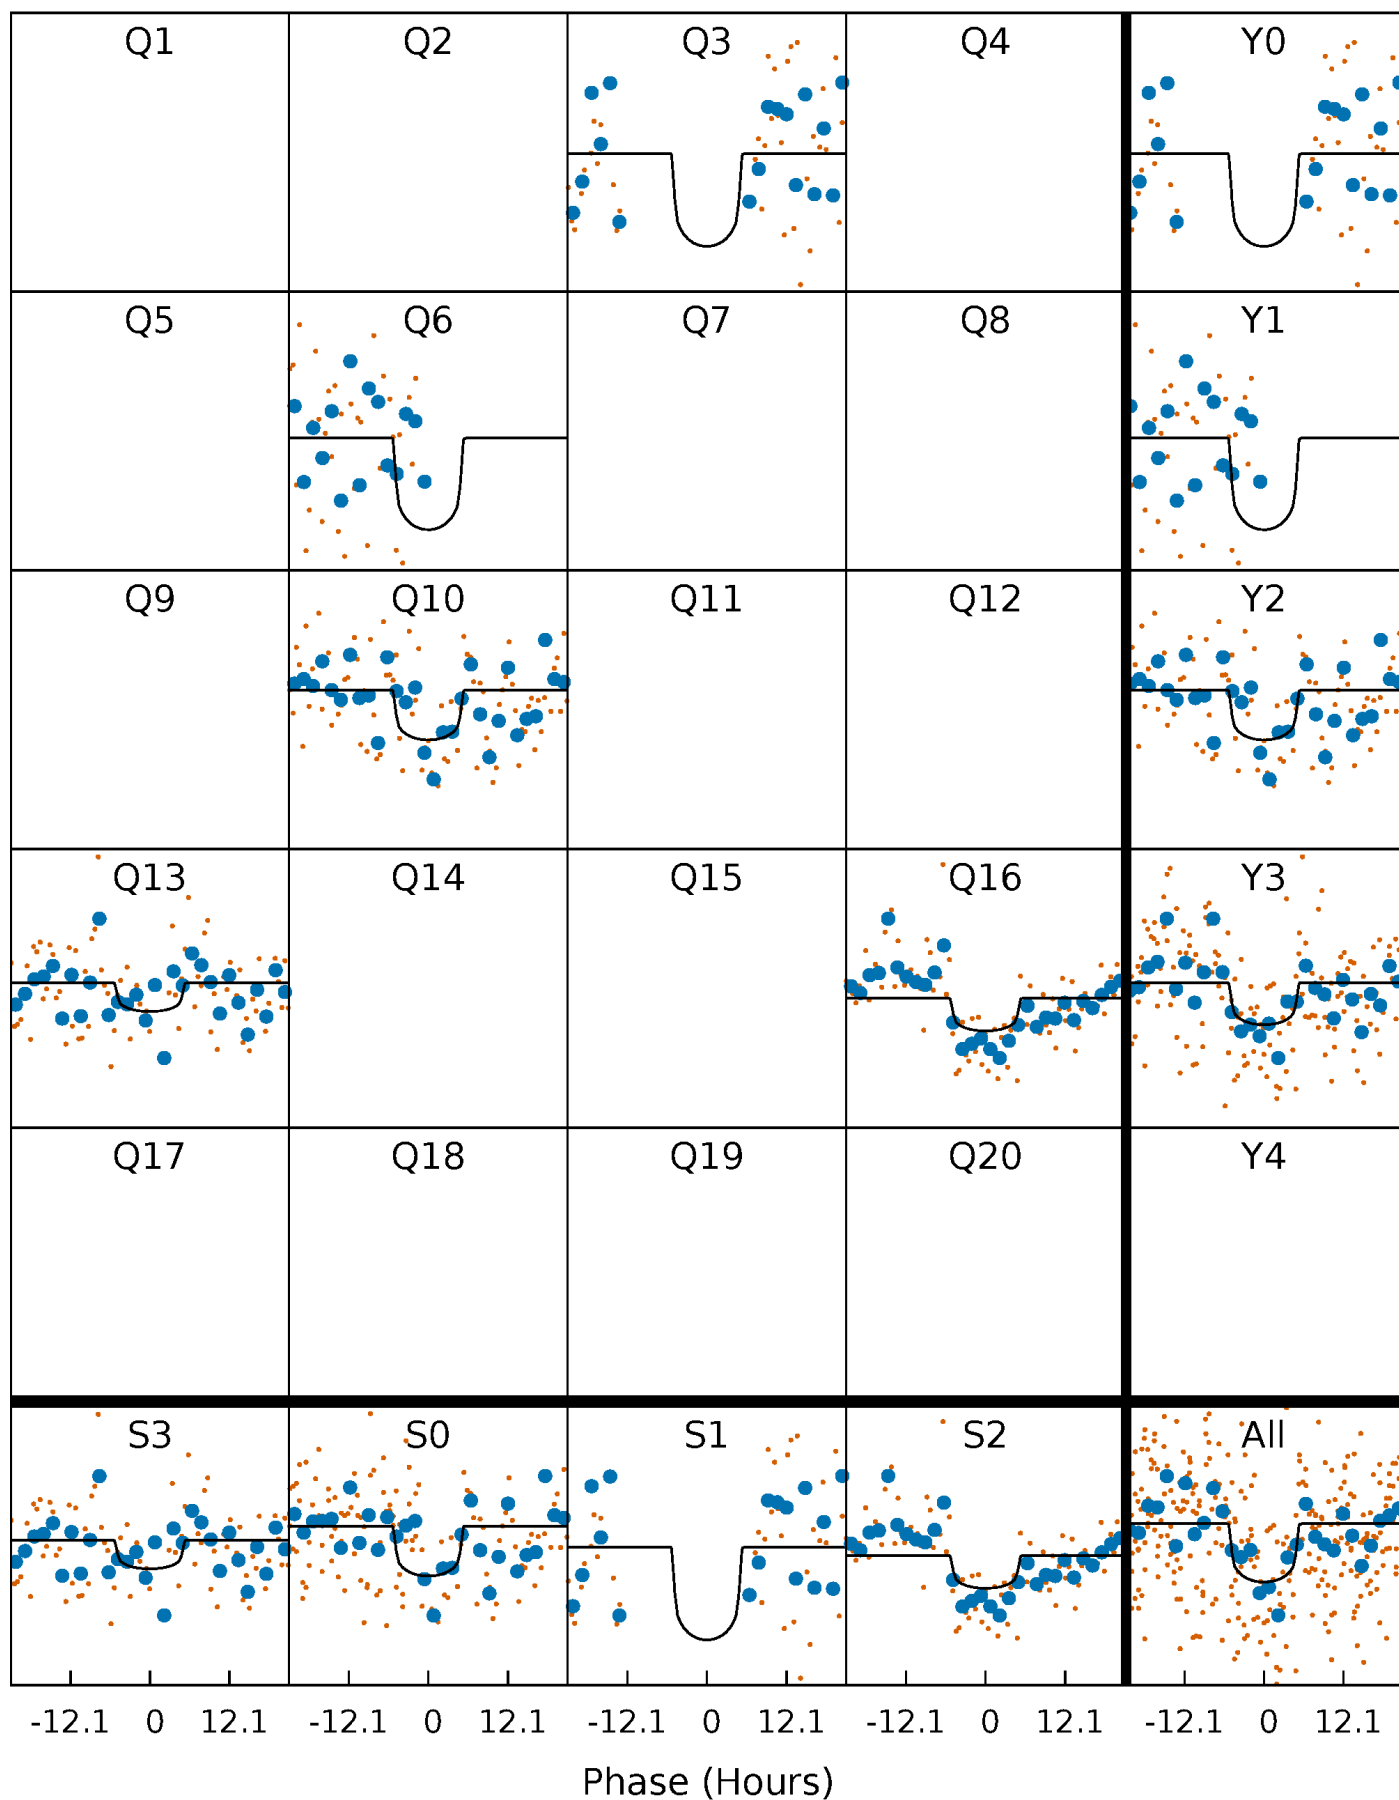 Q1 Q2 Q3 Q4 Y0
Q5 Q6 Q7 Q8 Y1
Q9 Q10 Q11 Q12 Y2
Q13 Q14 Q15 Q16 Y3
Q17 Q18 Q19 Q20 Y4
S3 S0 S1 S2 All
-12.1 0 12.1 -12.1 0 12.1 -12.1 0 12.1 -12.1 0 12.1 -12.1 0 12.1
Phase (Hours)